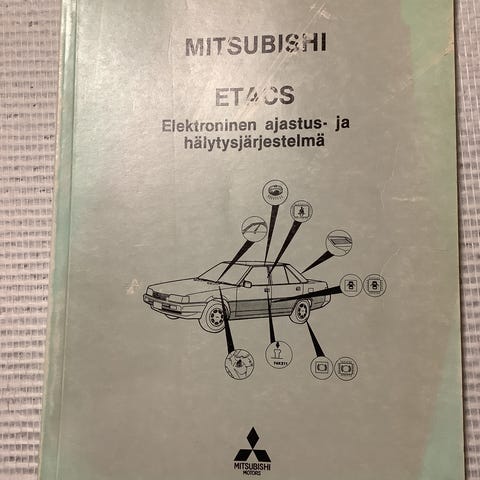 MITSUBISHI
ETACS
Elektroninen ajastus- ja
hälytysjärjestelmä
MITSUBISHI
MOTORS